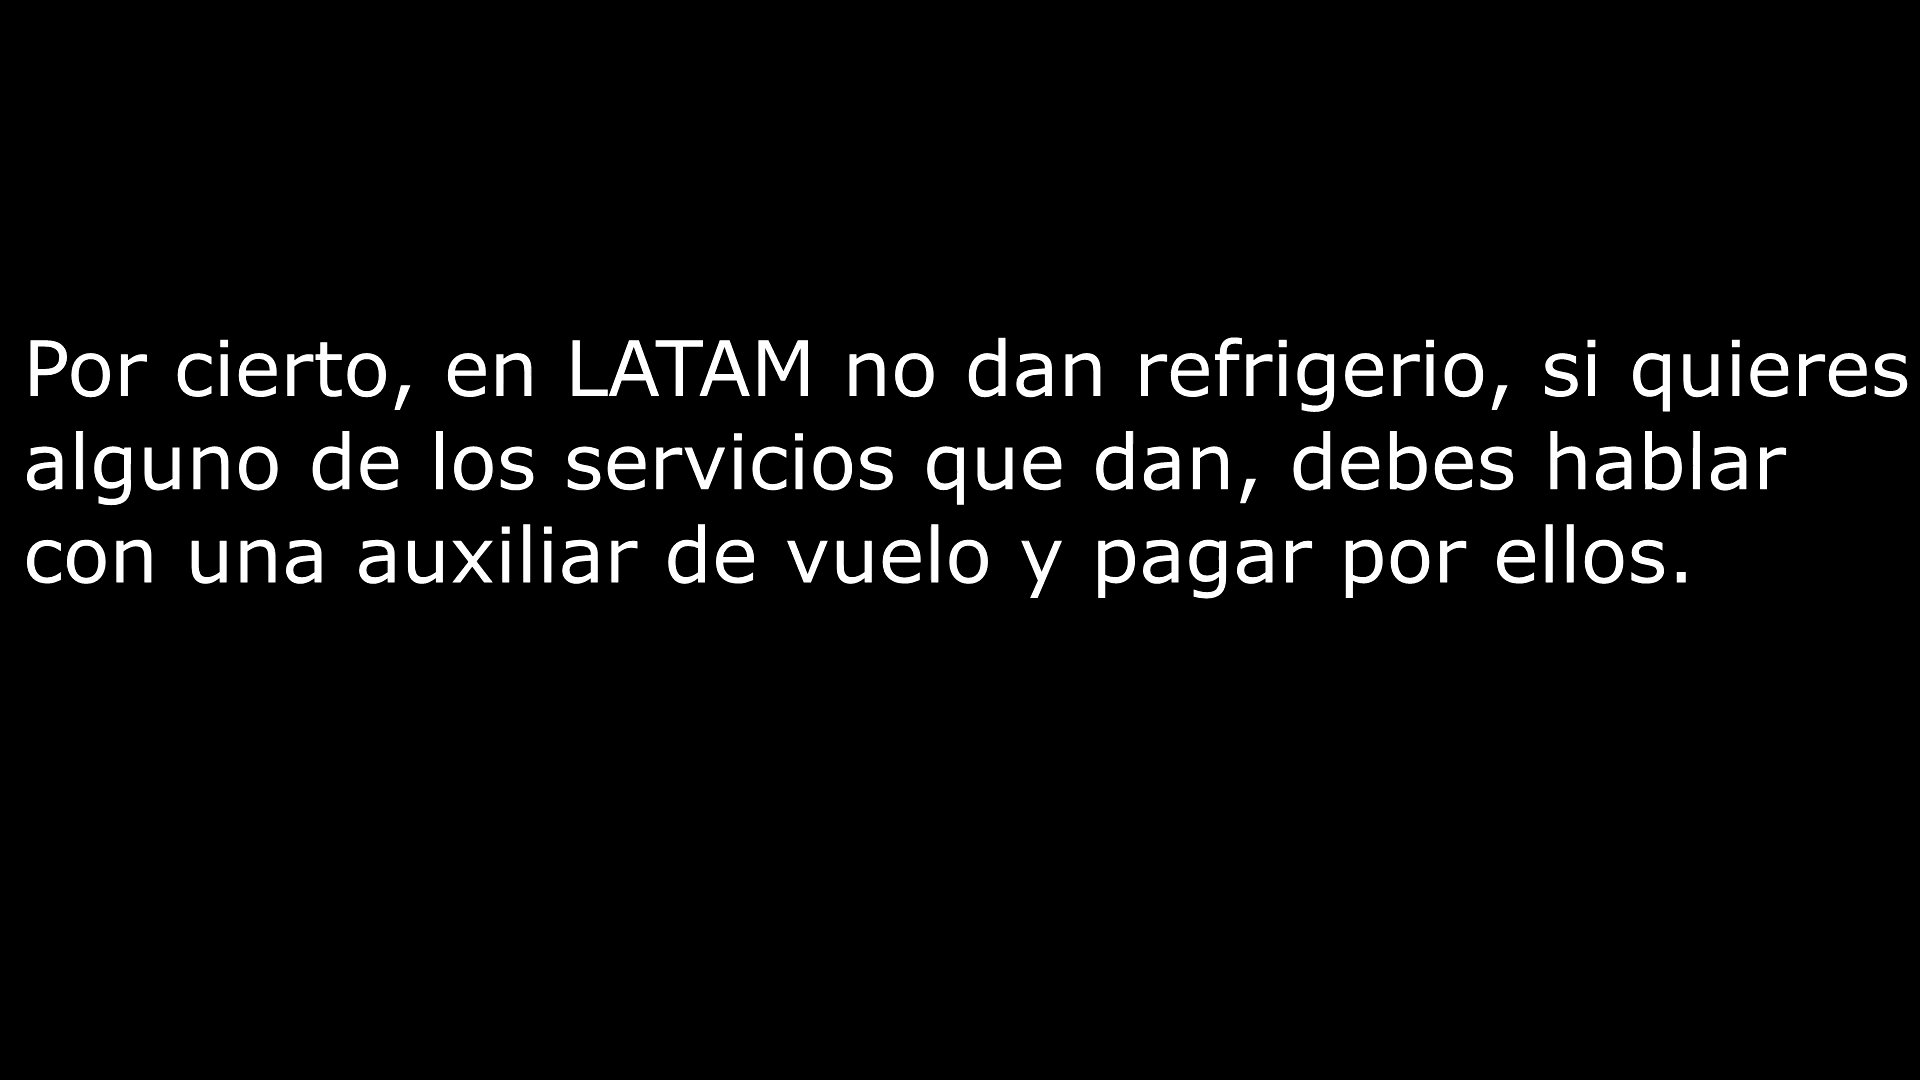 Por cierto, en LATAM no dan refrigerio, si quieres
alguno de los servicios que dan, debes hablar
con una auxiliar de vuelo y pagar por ellos.